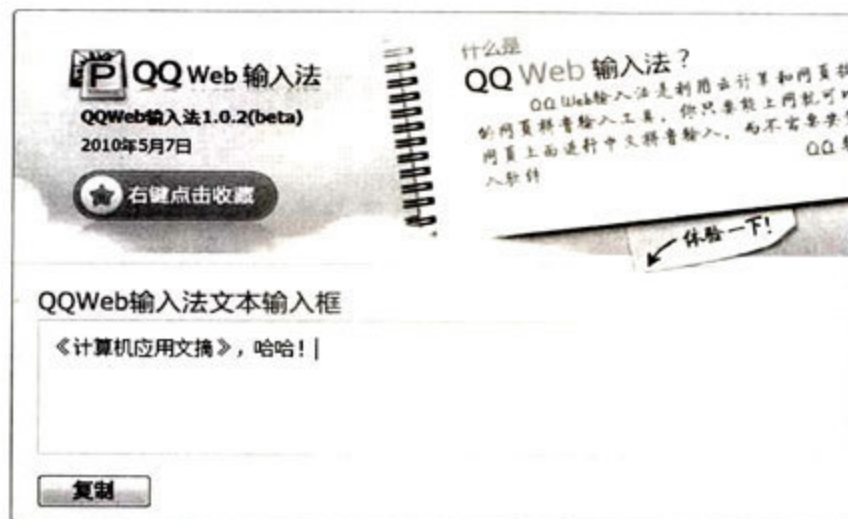 QQ Web 输入法
QQWeb输入法1.0.2(beta)
2010年5月7日
右键点击收藏
什么是
QQ Web 输入法？
QQ Web输入法是利用云计算和网页技
的网页拼音输入工具，你只要能上网就可以
网页上面进行中文拼音输入，而不需要要安
QQ
入软件
体验一下!
QQWeb输入法文本输入框
《计算机应用文摘》，哈哈！
复制